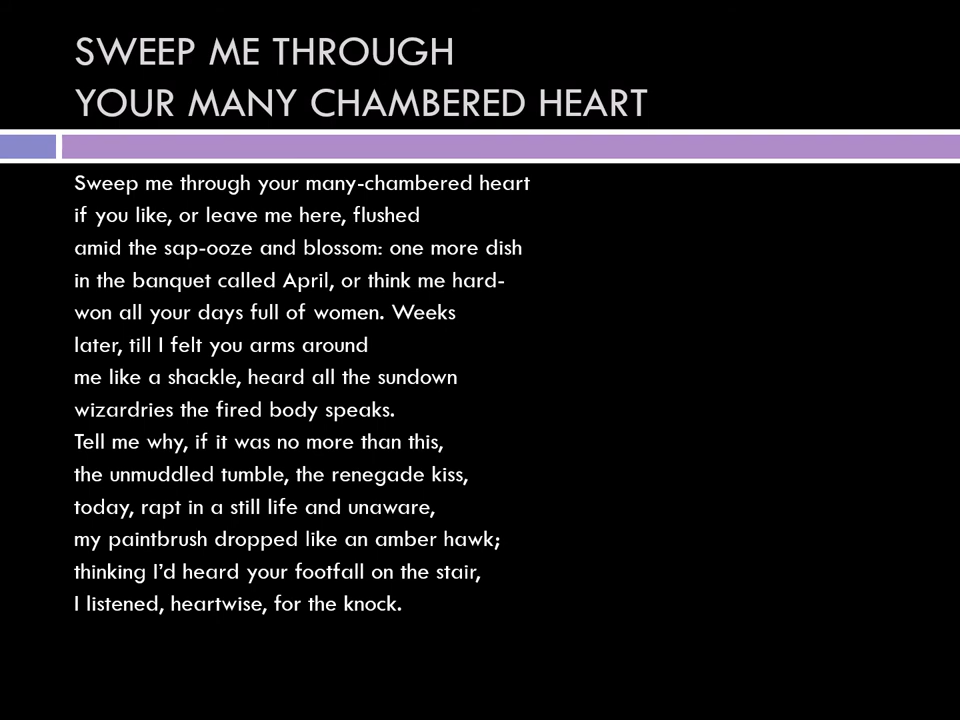 SWEEP ME THROUGH
YOUR MANY CHAMBERED HEART
Sweep me through your many-chambered heart
if you like, or leave me here, flushed
amid the sap-ooze and blossom: one more dish
in the banquet called April, or think me hard-
won all your days full of women. Weeks
later, till I felt you arms around
me like a shackle, heard all the sundown
wizardries the fired body speaks.
Tell me why, if it was no more than this,
the unmuddled tumble, the renegade kiss,
today, rapt in a still life and unaware,
my paintbrush dropped like an amber hawk;
thinking I’d heard your footfall on the stair,
I listened, heartwise, for the knock.